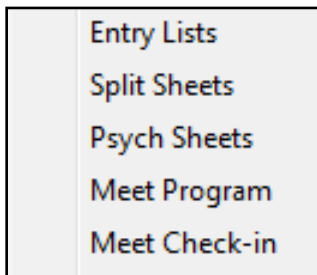 Entry Lists
Split Sheets
Psych Sheets
Meet Program
Meet Check-in